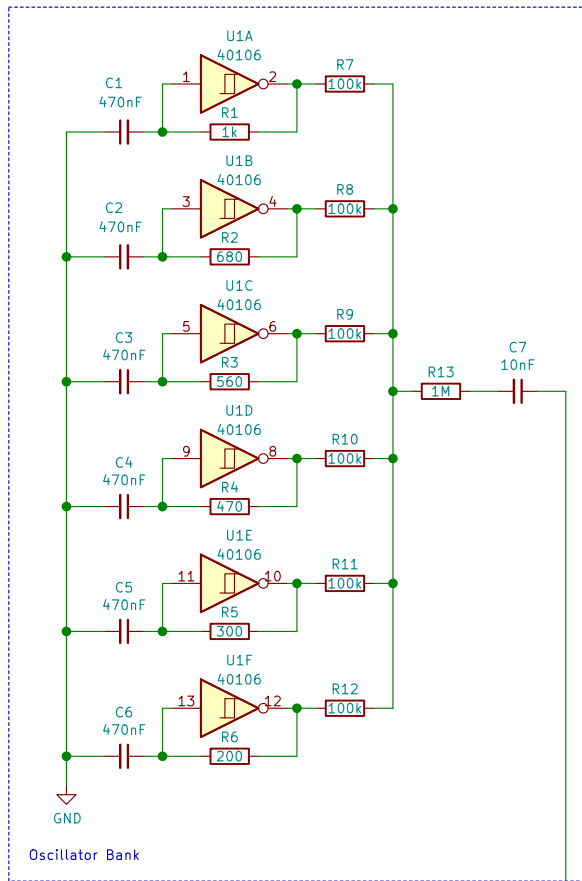 U1A
40106
C1
470nF
1
2
R7
100k
R1
1k
U1B
40106
C2
470nF
3
4
R8
100k
R2
680
U1C
40106
C3
470nF
5
6
R9
100k
R3
560
C7
10nF
R13
1M
U1D
40106
C4
470nF
9
8
R10
100k
R4
470
U1E
40106
C5
470nF
11
10
R11
100k
R5
300
U1F
40106
C6
470nF
13
12
R12
100k
R6
200
GND
Oscillator Bank